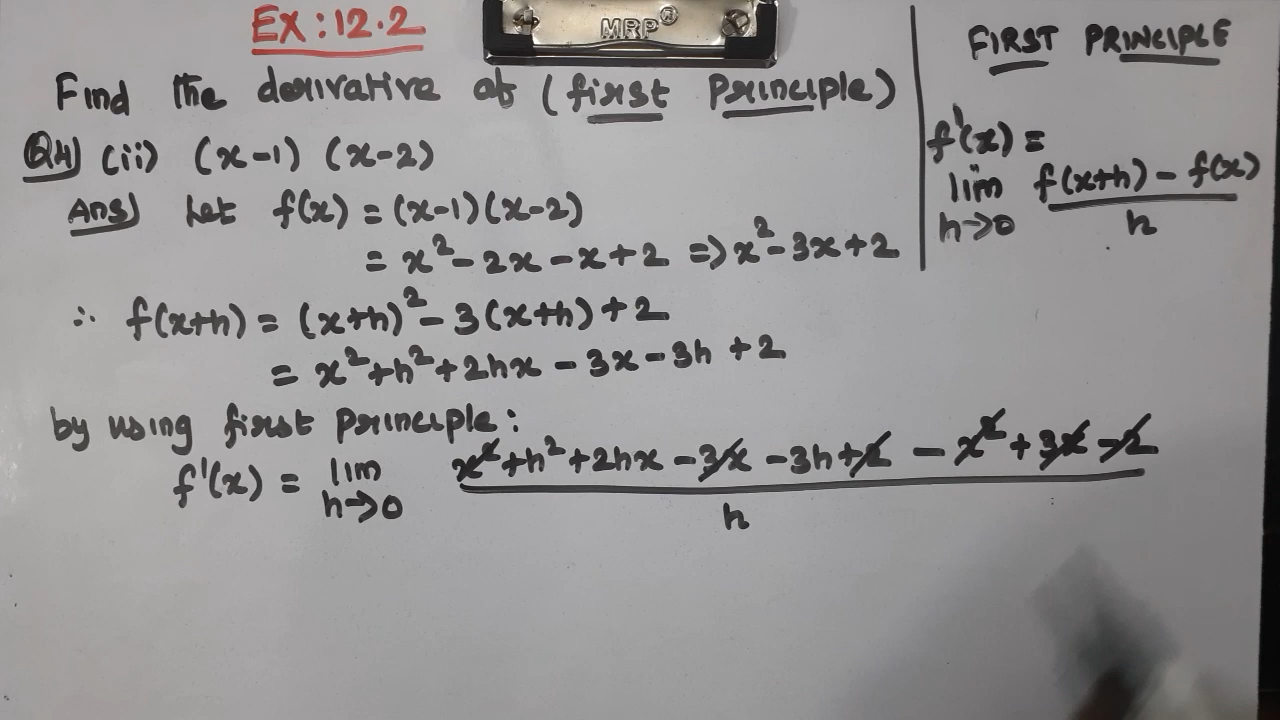 EX : 12.2
MRP®
Find the derivative of (first principle)
Q4) (ii) (x-1) (x-2)
Ans) Let f(x) = (x-1)(x-2)
= x² - 2x - x + 2 => x² - 3x + 2
∴ f(x+h) = (x+h)² - 3(x+h) + 2
= x² + h² + 2hx - 3x - 3h + 2
by using first principle:
f'(x) = lim h→0 x² + h² + 2hx - 3x - 3h + 2 - x² + 3x - 2
h
FIRST PRINCIPLE
f'(x) =
lim h→0 f(x+h) - f(x)
h